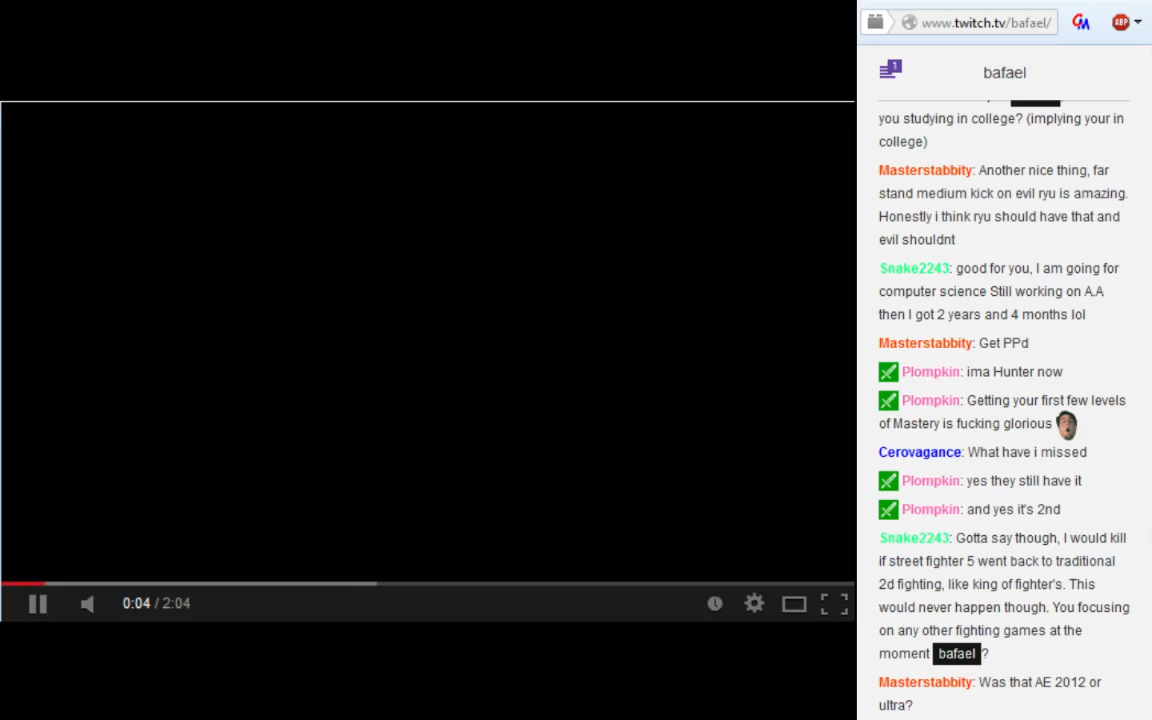 www.twitch.tv/bafael/
ABP
1
bafael
you studying in college? (implying your in
college)
Masterstabbity: Another nice thing, far
stand medium kick on evil ryu is amazing.
Honestly i think ryu should have that and
evil shouldnt
Snake2243: good for you, I am going for
computer science Still working on A.A
then I got 2 years and 4 months lol
Masterstabbity: Get PPd
Plompkin: ima Hunter now
Plompkin: Getting your first few levels
of Mastery is fucking glorious
Cerovagance: What have i missed
Plompkin: yes they still have it
Plompkin: and yes it's 2nd
Snake2243: Gotta say though, I would kill
if street fighter 5 went back to traditional
2d fighting, like king of fighter's. This
would never happen though. You focusing
on any other fighting games at the
moment bafael ?
Masterstabbity: Was that AE 2012 or
ultra?
0:04 / 2:04